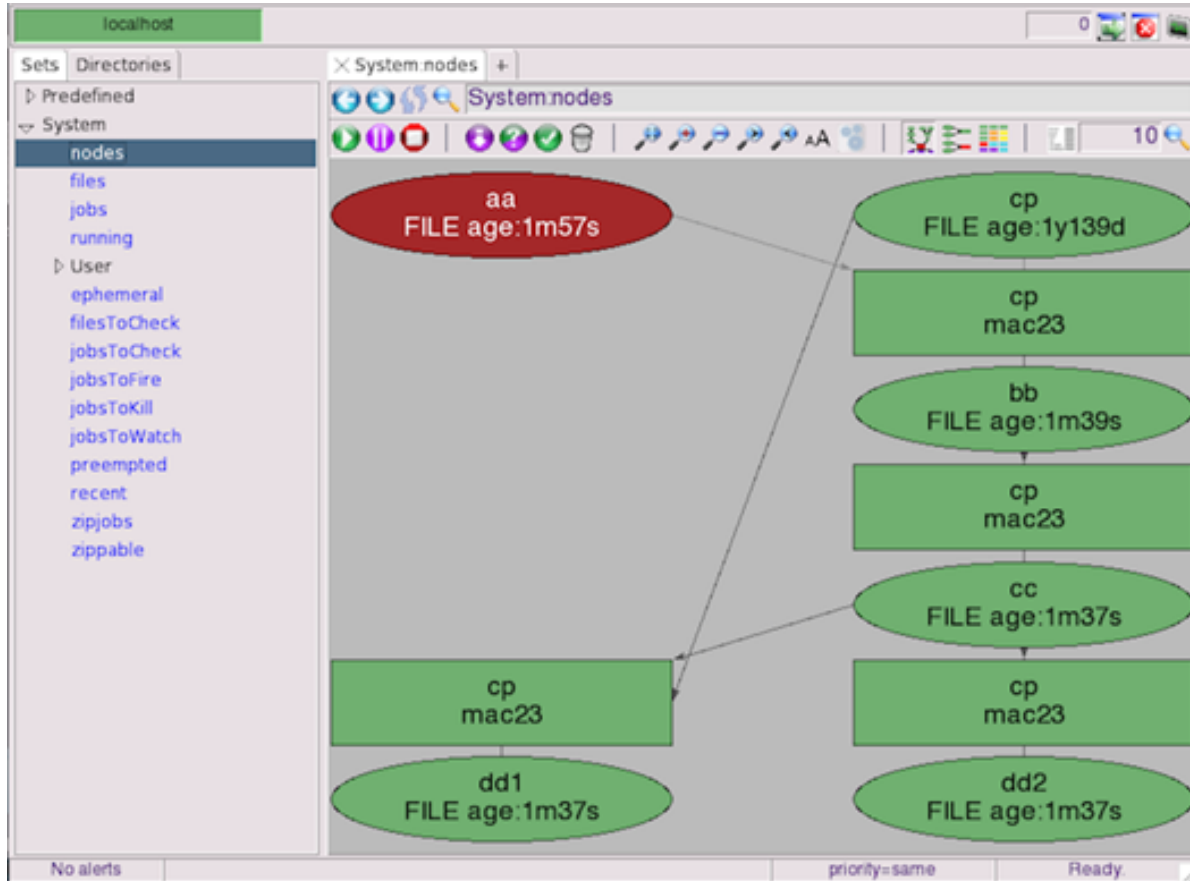 localhost
0
Sets Directories
System:nodes +
Predefined
System:nodes
System
nodes
10
AA
files
jobs
running
User
ephemeral
filesToCheck
jobsToCheck
jobsToFire
jobsToKill
jobsToWatch
preempted
recent
zipjobs
zippable
aa
FILE age:1m57s
cp
FILE age:1y139d
cp
mac23
bb
FILE age:1m39s
cp
mac23
cc
FILE age:1m37s
cp
mac23
cp
mac23
dd1
FILE age:1m37s
dd2
FILE age:1m37s
No alerts
priority=same
Ready.